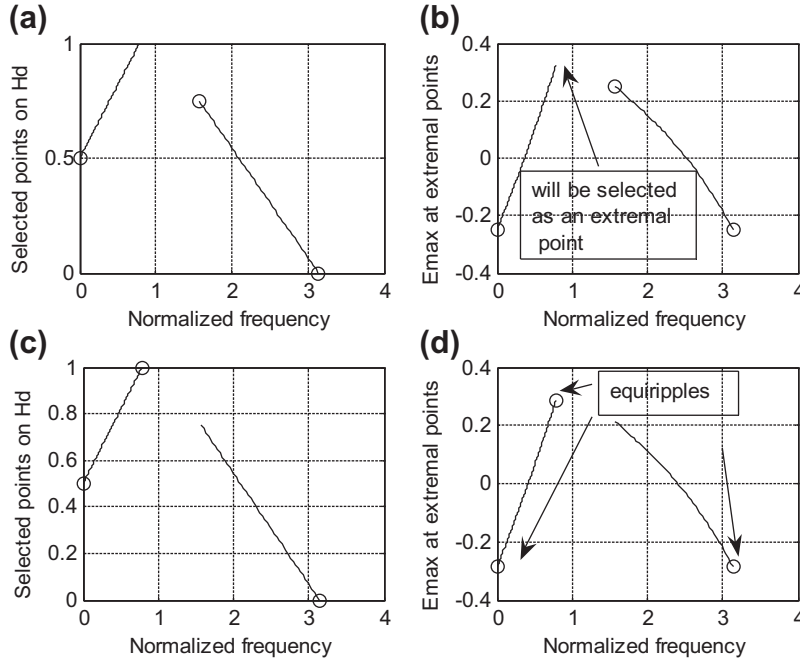 (a)
1
0.5
0
0 1 2 3 4
Selected points on Hd
Normalized frequency
(b)
0.4
0.2
0
-0.2
-0.4
0 1 2 3 4
Emax at extremal points
Normalized frequency
will be selected
as an extremal
point
(c)
1
0.8
0.6
0.4
0.2
0
0 1 2 3 4
Selected points on Hd
Normalized frequency
(d)
0.4
0.2
0
-0.2
-0.4
0 1 2 3 4
Emax at extremal points
Normalized frequency
equiripples